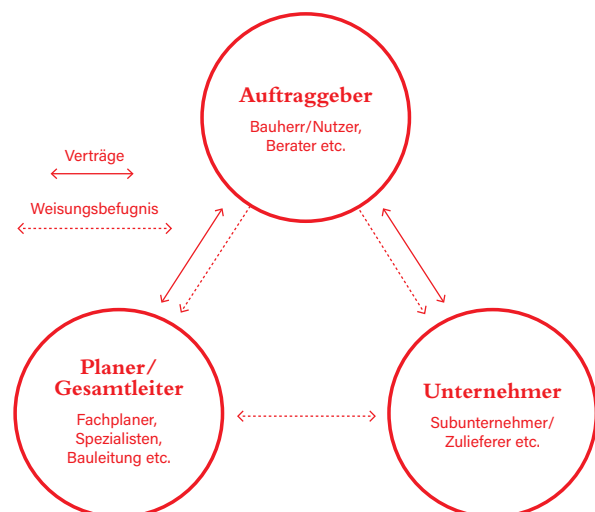 Auftraggeber
Bauherr/Nutzer,
Berater etc.
Verträge
Weisungsbefugnis
Planer/
Gesamtleiter
Fachplaner,
Spezialisten,
Bauleitung etc.
Unternehmer
Subunternehmer/
Zulieferer etc.